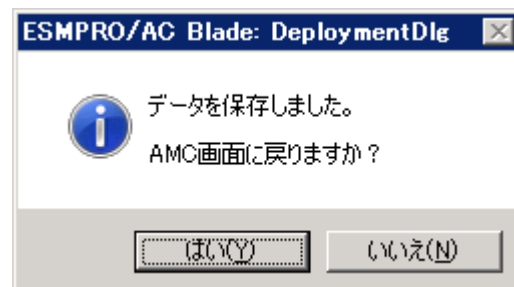 ESMPRO/AC Blade: DeploymentDlg
データを保存しました。
AMC画面に戻りますか？
はい(Y)
いいえ(N)